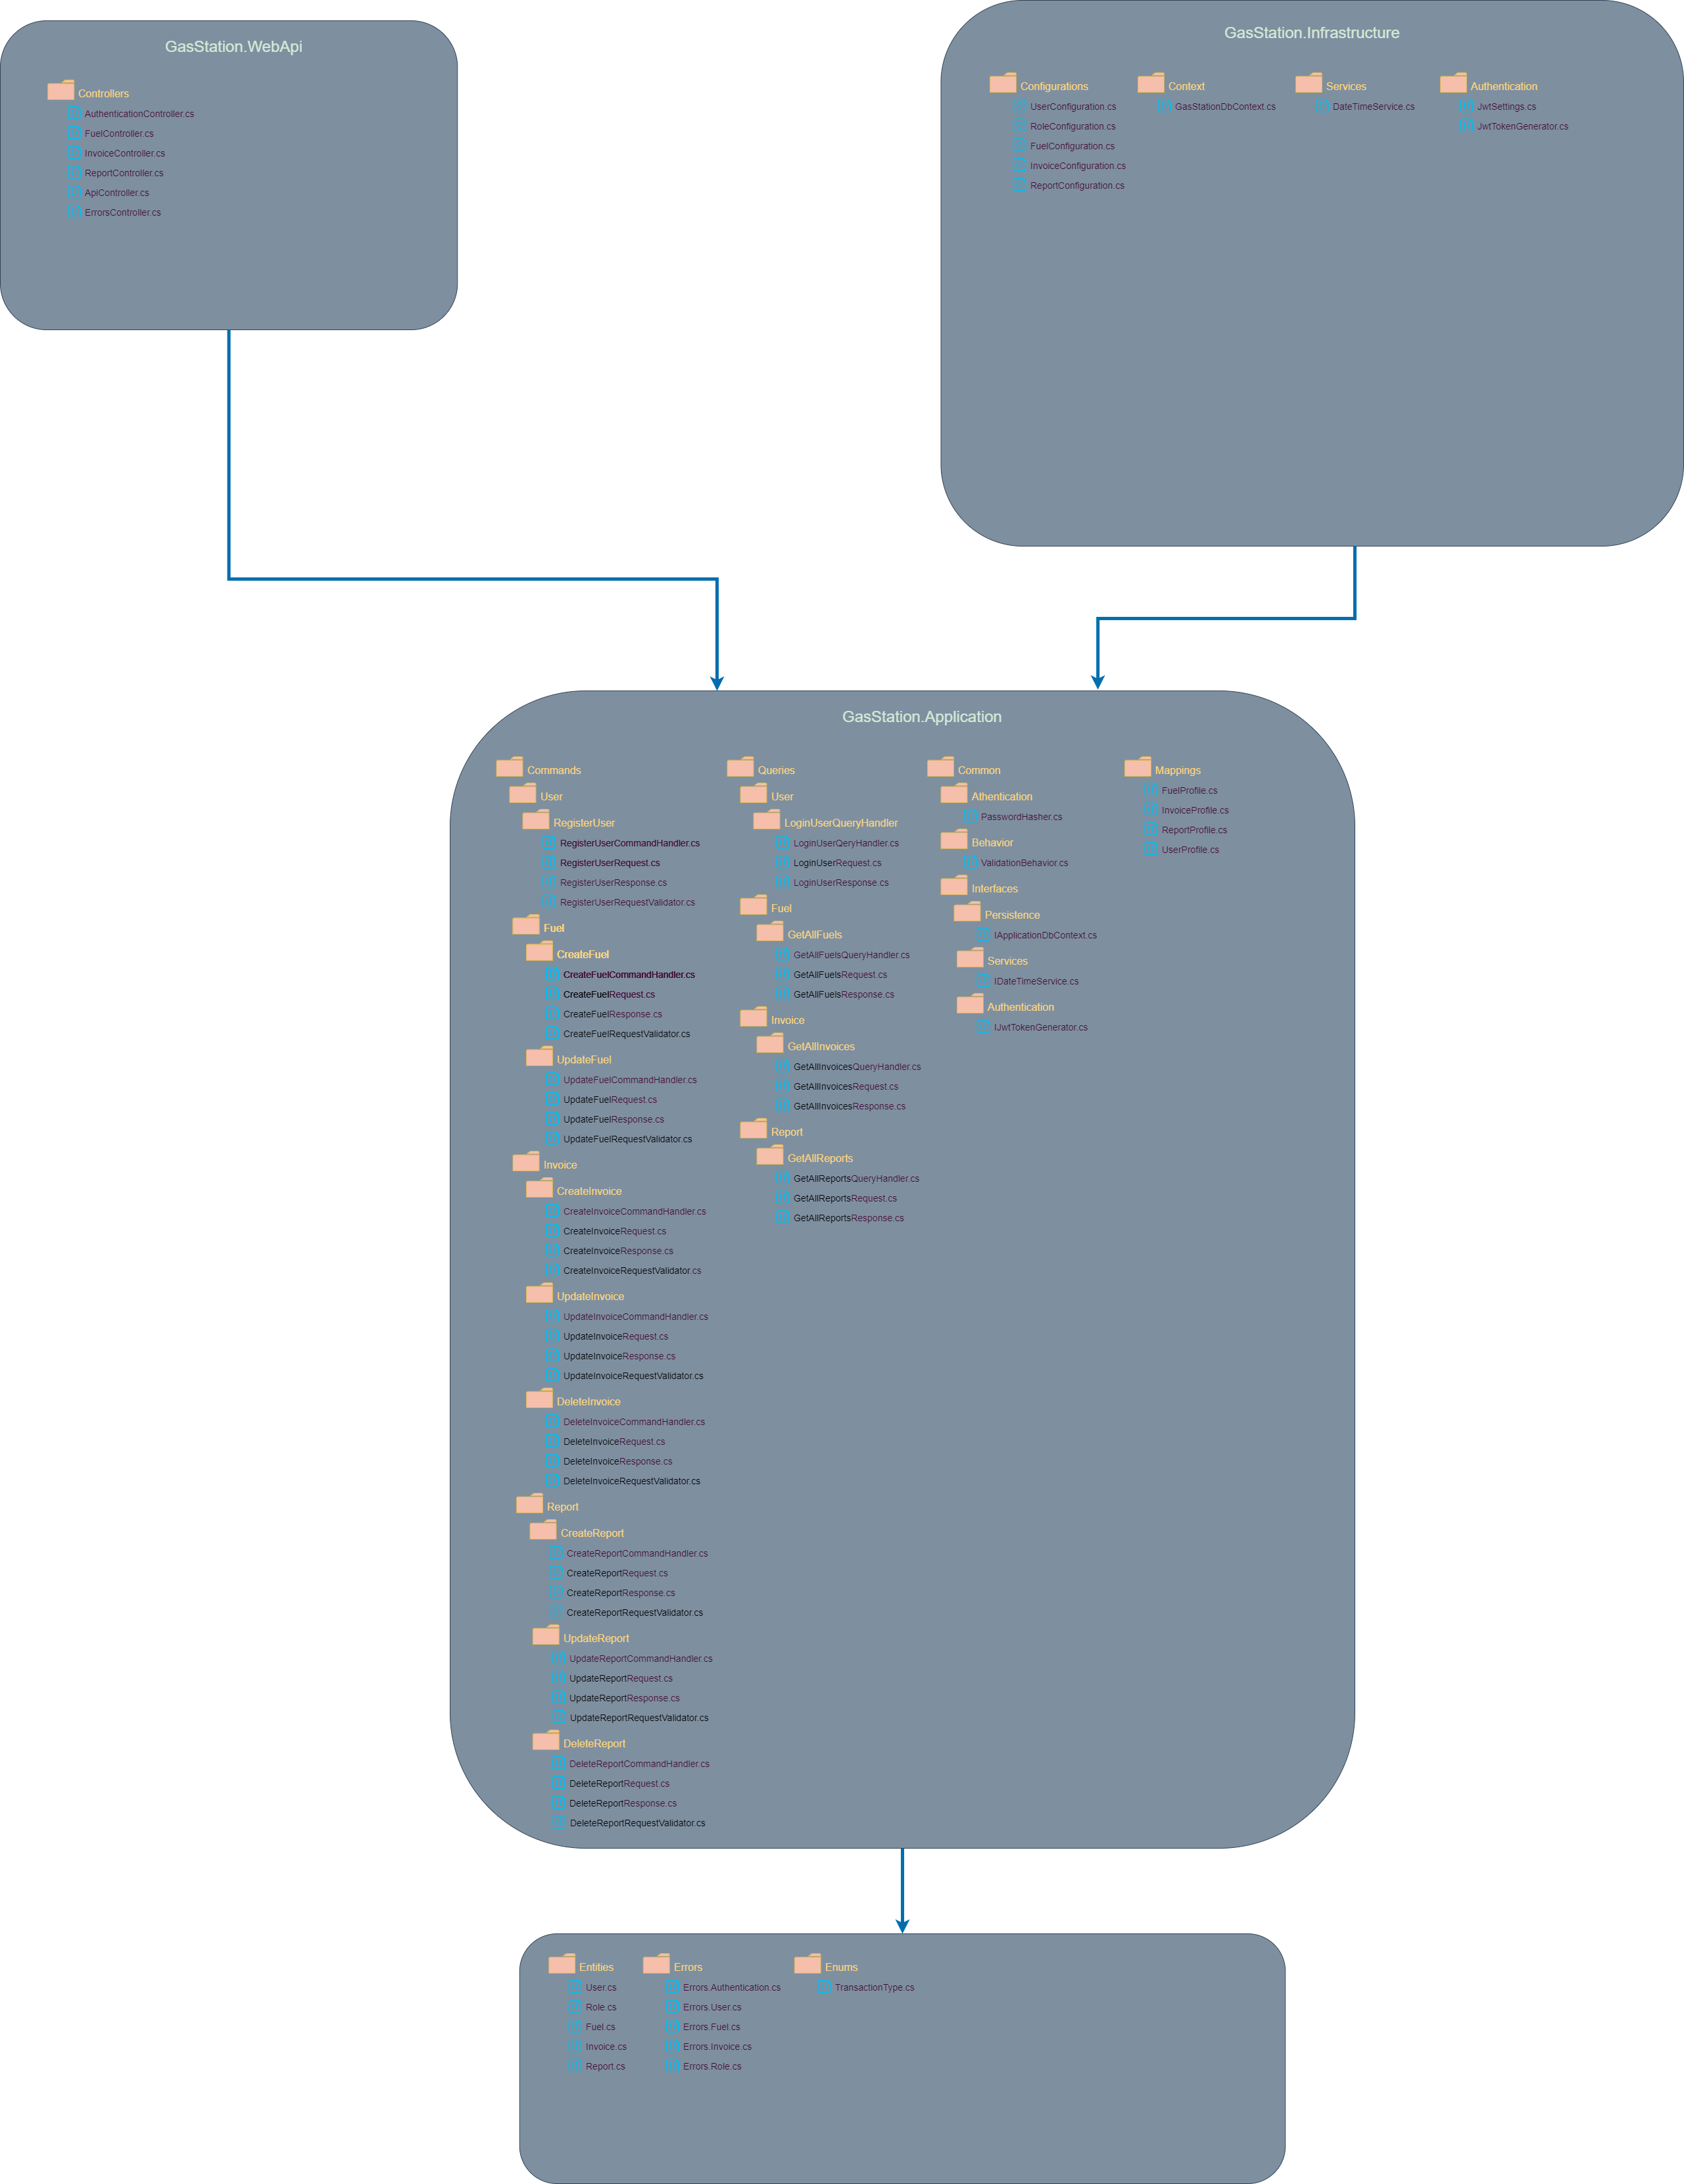 GasStation.WebApi
Controllers
AuthenticationController.cs
FuelController.cs
InvoiceController.cs
ReportController.cs
ApiController.cs
ErrorsController.cs
GasStation.Infrastructure
Configurations
UserConfiguration.cs
RoleConfiguration.cs
FuelConfiguration.cs
InvoiceConfiguration.cs
ReportConfiguration.cs
Context
GasStationDbContext.cs
Services
DateTimeService.cs
Authentication
JwtSettings.cs
JwtTokenGenerator.cs
GasStation.Application
Commands
User
RegisterUser
RegisterUserCommandHandler.cs
RegisterUserRequest.cs
RegisterUserResponse.cs
RegisterUserRequestValidator.cs
Fuel
CreateFuel
CreateFuelCommandHandler.cs
CreateFuelRequest.cs
CreateFuelResponse.cs
CreateFuelRequestValidator.cs
UpdateFuel
UpdateFuelCommandHandler.cs
UpdateFuelRequest.cs
UpdateFuelResponse.cs
UpdateFuelRequestValidator.cs
Invoice
CreateInvoice
CreateInvoiceCommandHandler.cs
CreateInvoiceRequest.cs
CreateInvoiceResponse.cs
CreateInvoiceRequestValidator.cs
UpdateInvoice
UpdateInvoiceCommandHandler.cs
UpdateInvoiceRequest.cs
UpdateInvoiceResponse.cs
UpdateInvoiceRequestValidator.cs
DeleteInvoice
DeleteInvoiceCommandHandler.cs
DeleteInvoiceRequest.cs
DeleteInvoiceResponse.cs
DeleteInvoiceRequestValidator.cs
Report
CreateReport
CreateReportCommandHandler.cs
CreateReportRequest.cs
CreateReportResponse.cs
CreateReportRequestValidator.cs
UpdateReport
UpdateReportCommandHandler.cs
UpdateReportRequest.cs
UpdateReportResponse.cs
UpdateReportRequestValidator.cs
DeleteReport
DeleteReportCommandHandler.cs
DeleteReportRequest.cs
DeleteReportResponse.cs
DeleteReportRequestValidator.cs
Queries
User
LoginUserQueryHandler
LoginUserQeryHandler.cs
LoginUserRequest.cs
LoginUserResponse.cs
Fuel
GetAllFuels
GetAllFuelsQueryHandler.cs
GetAllFuelsRequest.cs
GetAllFuelsResponse.cs
Invoice
GetAllInvoices
GetAllInvoicesQueryHandler.cs
GetAllInvoicesRequest.cs
GetAllInvoicesResponse.cs
Report
GetAllReports
GetAllReportsQueryHandler.cs
GetAllReportsRequest.cs
GetAllReportsResponse.cs
Common
Athentication
PasswordHasher.cs
Behavior
ValidationBehavior.cs
Interfaces
Persistence
IApplicationDbContext.cs
Services
IDateTimeService.cs
Authentication
IJwtTokenGenerator.cs
Mappings
FuelProfile.cs
InvoiceProfile.cs
ReportProfile.cs
UserProfile.cs
Entities
User.cs
Role.cs
Fuel.cs
Invoice.cs
Report.cs
Errors
Errors.Authentication.cs
Errors.User.cs
Errors.Fuel.cs
Errors.Invoice.cs
Errors.Role.cs
Enums
TransactionType.cs